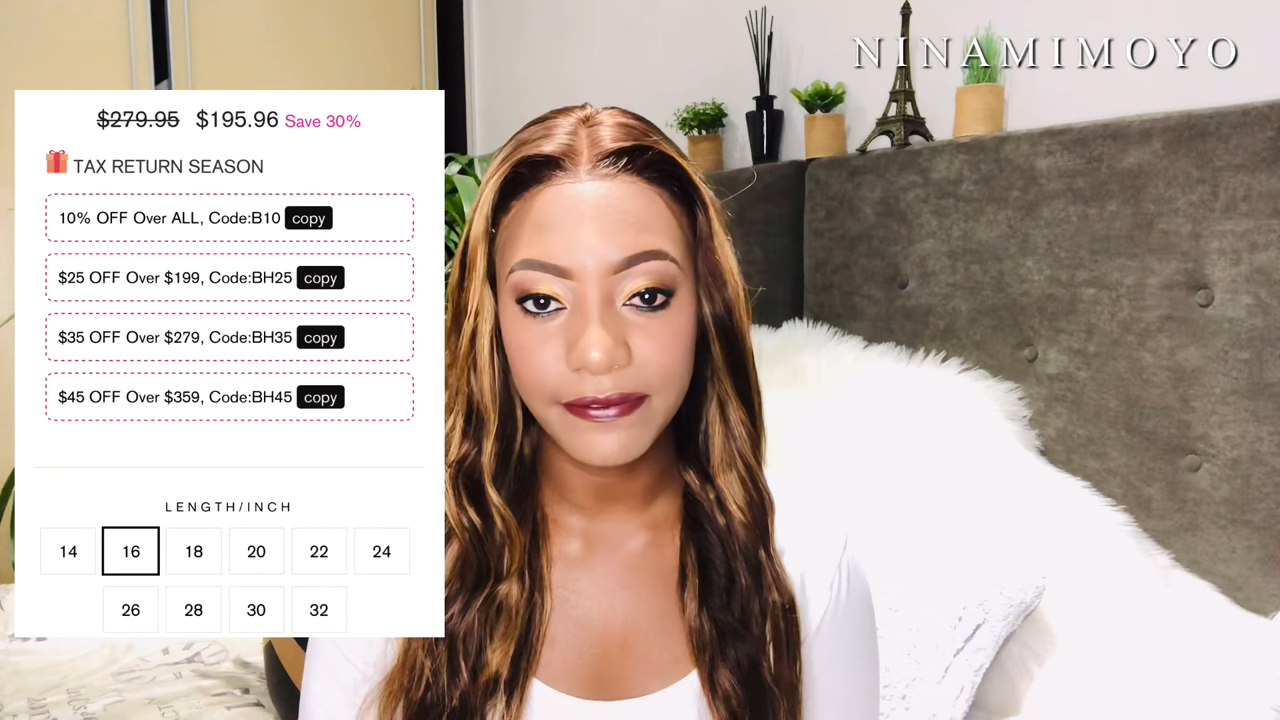 NINAMIMOYO
$279.95 $195.96 Save 30%
TAX RETURN SEASON
10% OFF Over ALL, Code:B10 copy
$25 OFF Over $199, Code:BH25 copy
$35 OFF Over $279, Code:BH35 copy
$45 OFF Over $359, Code:BH45 copy
LENGTH/INCH
14 16 18 20 22 24
26 28 30 32